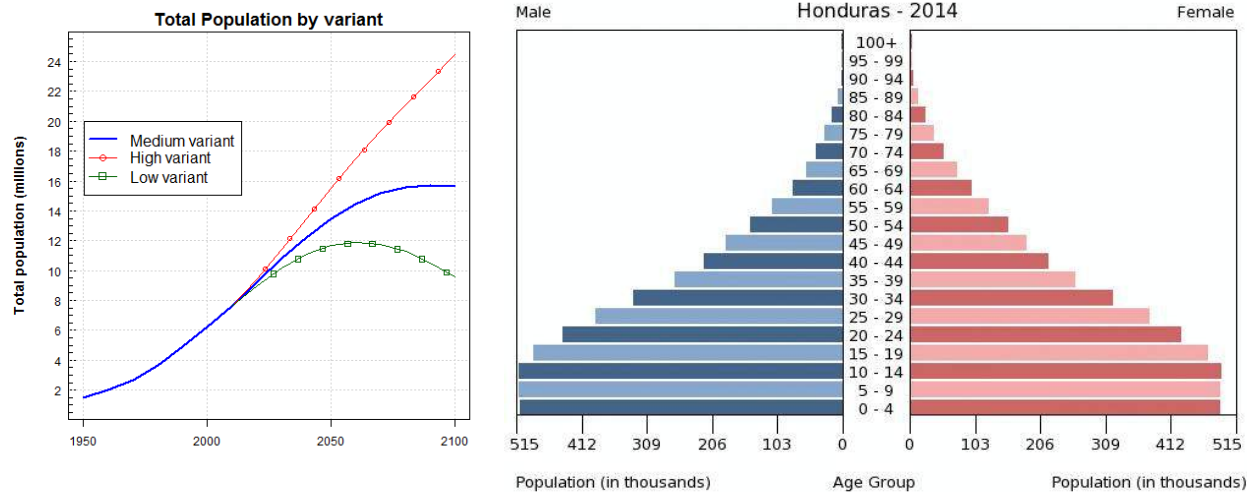 Total Population by variant
Total population (millions)
24
22
20
18
16
14
12
10
8
6
4
2
Medium variant
High variant
Low variant
1950 2000 2050 2100
Male Honduras - 2014 Female
100+
95 - 99
90 - 94
85 - 89
80 - 84
75 - 79
70 - 74
65 - 69
60 - 64
55 - 59
50 - 54
45 - 49
40 - 44
35 - 39
30 - 34
25 - 29
20 - 24
15 - 19
10 - 14
5 - 9
0 - 4
515 412 309 206 103 0 0 103 206 309 412 515
Population (in thousands) Age Group Population (in thousands)